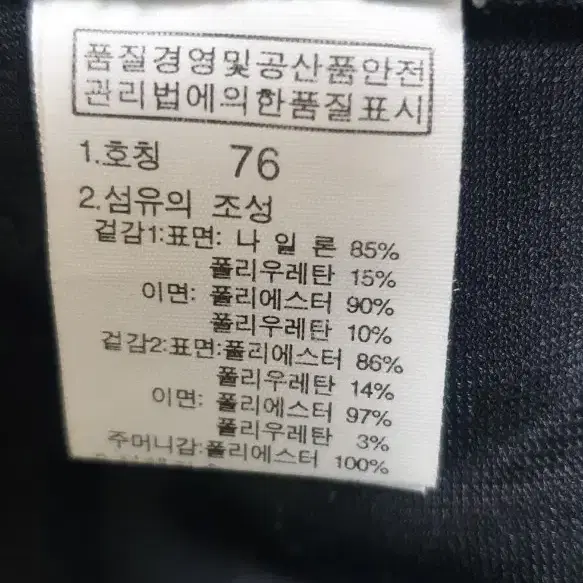 품질경영및공산품안전
관리법에의한품질표시
1.호칭 76
2.섬유의 조성
겉감1:표면: 나 일 론 85%
폴리우레탄 15%
이면: 폴리에스터 90%
폴리우레탄 10%
겉감2:표면:폴리에스터 86%
폴리우레탄 14%
이면: 폴리에스터 97%
폴리우레탄 3%
주머니감:폴리에스터 100%